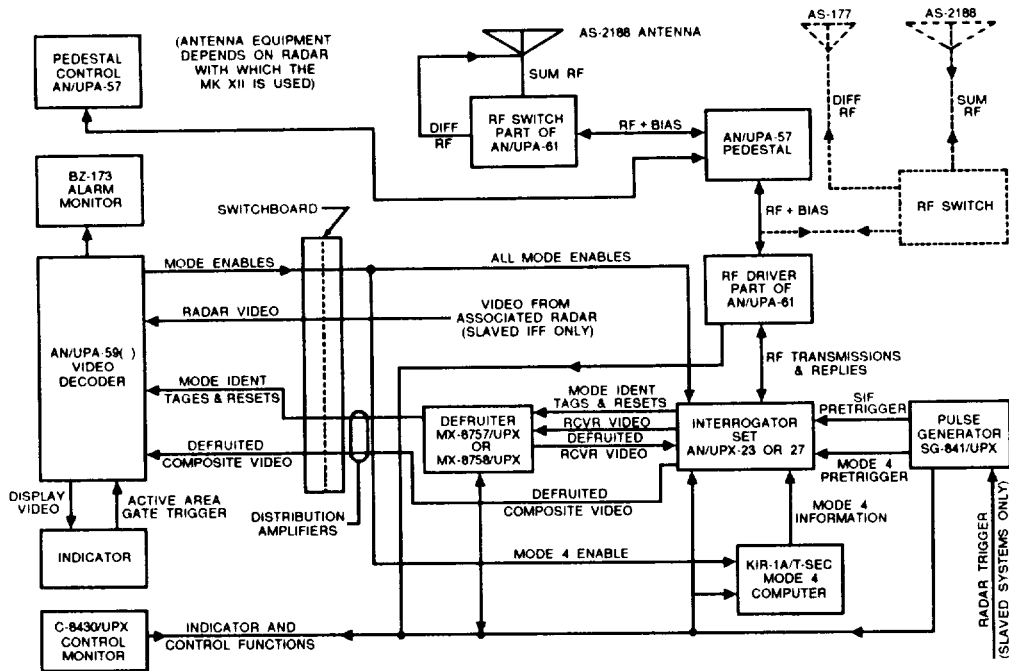 PEDESTAL
CONTROL
AN/UPA-57
(ANTENNA EQUIPMENT
DEPENDS ON RADAR
WITH WHICH THE
MK XII IS USED)
AS-2188 ANTENNA
SUM RF
DIFF
RF
RF SWITCH
PART OF
AN/UPA-61
RF + BIAS
AN/UPA-57
PEDESTAL
AS-177
AS-2188
DIFF
RF
SUM
RF
RF SWITCH
RF + BIAS
BZ-173
ALARM
MONITOR
SWITCHBOARD
MODE ENABLES
ALL MODE ENABLES
RF DRIVER
PART OF
AN/UPA-61
RADAR VIDEO
VIDEO FROM
ASSOCIATED RADAR
(SLAVED IFF ONLY)
AN/UPA-59( )
VIDEO
DECODER
RF TRANSMISSIONS
& REPLIES
MODE IDENT
TAGES & RESETS
DEFRUITER
MX-8757/UPX
OR
MX-8758/UPX
MODE IDENT
TAGS & RESETS
RCVR VIDEO
DEFRUITED
RCVR VIDEO
INTERROGATOR
SET
AN/UPX-23 OR 27
SIF
PRETRIGGER
MODE 4
PRETRIGGER
PULSE
GENERATOR
SG-841/UPX
DEFRUITED
COMPOSITE VIDEO
DEFRUITED
COMPOSITE VIDEO
DISPLAY
VIDEO
ACTIVE AREA
GATE TRIGGER
DISTRIBUTION
AMPLIFIERS
MODE 4
INFORMATION
INDICATOR
MODE 4 ENABLE
KIR-1A/T-SEC
MODE 4
COMPUTER
RADAR TRIGGER
(SLAVED SYSTEMS ONLY)
C-8430/UPX
CONTROL
MONITOR
INDICATOR AND
CONTROL FUNCTIONS